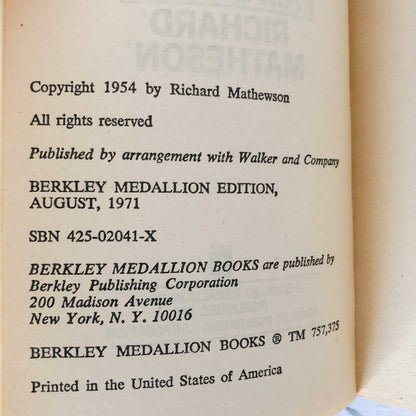 RICHARD
MATHESON
Copyright 1954 by Richard Mathewson
All rights reserved
Published by arrangement with Walker and Company
BERKLEY MEDALLION EDITION,
AUGUST, 1971
SBN 425-02041-X
BERKLEY MEDALLION BOOKS are published by
Berkley Publishing Corporation
200 Madison Avenue
New York, N. Y. 10016
BERKLEY MEDALLION BOOKS ® TM 757,375
Printed in the United States of America